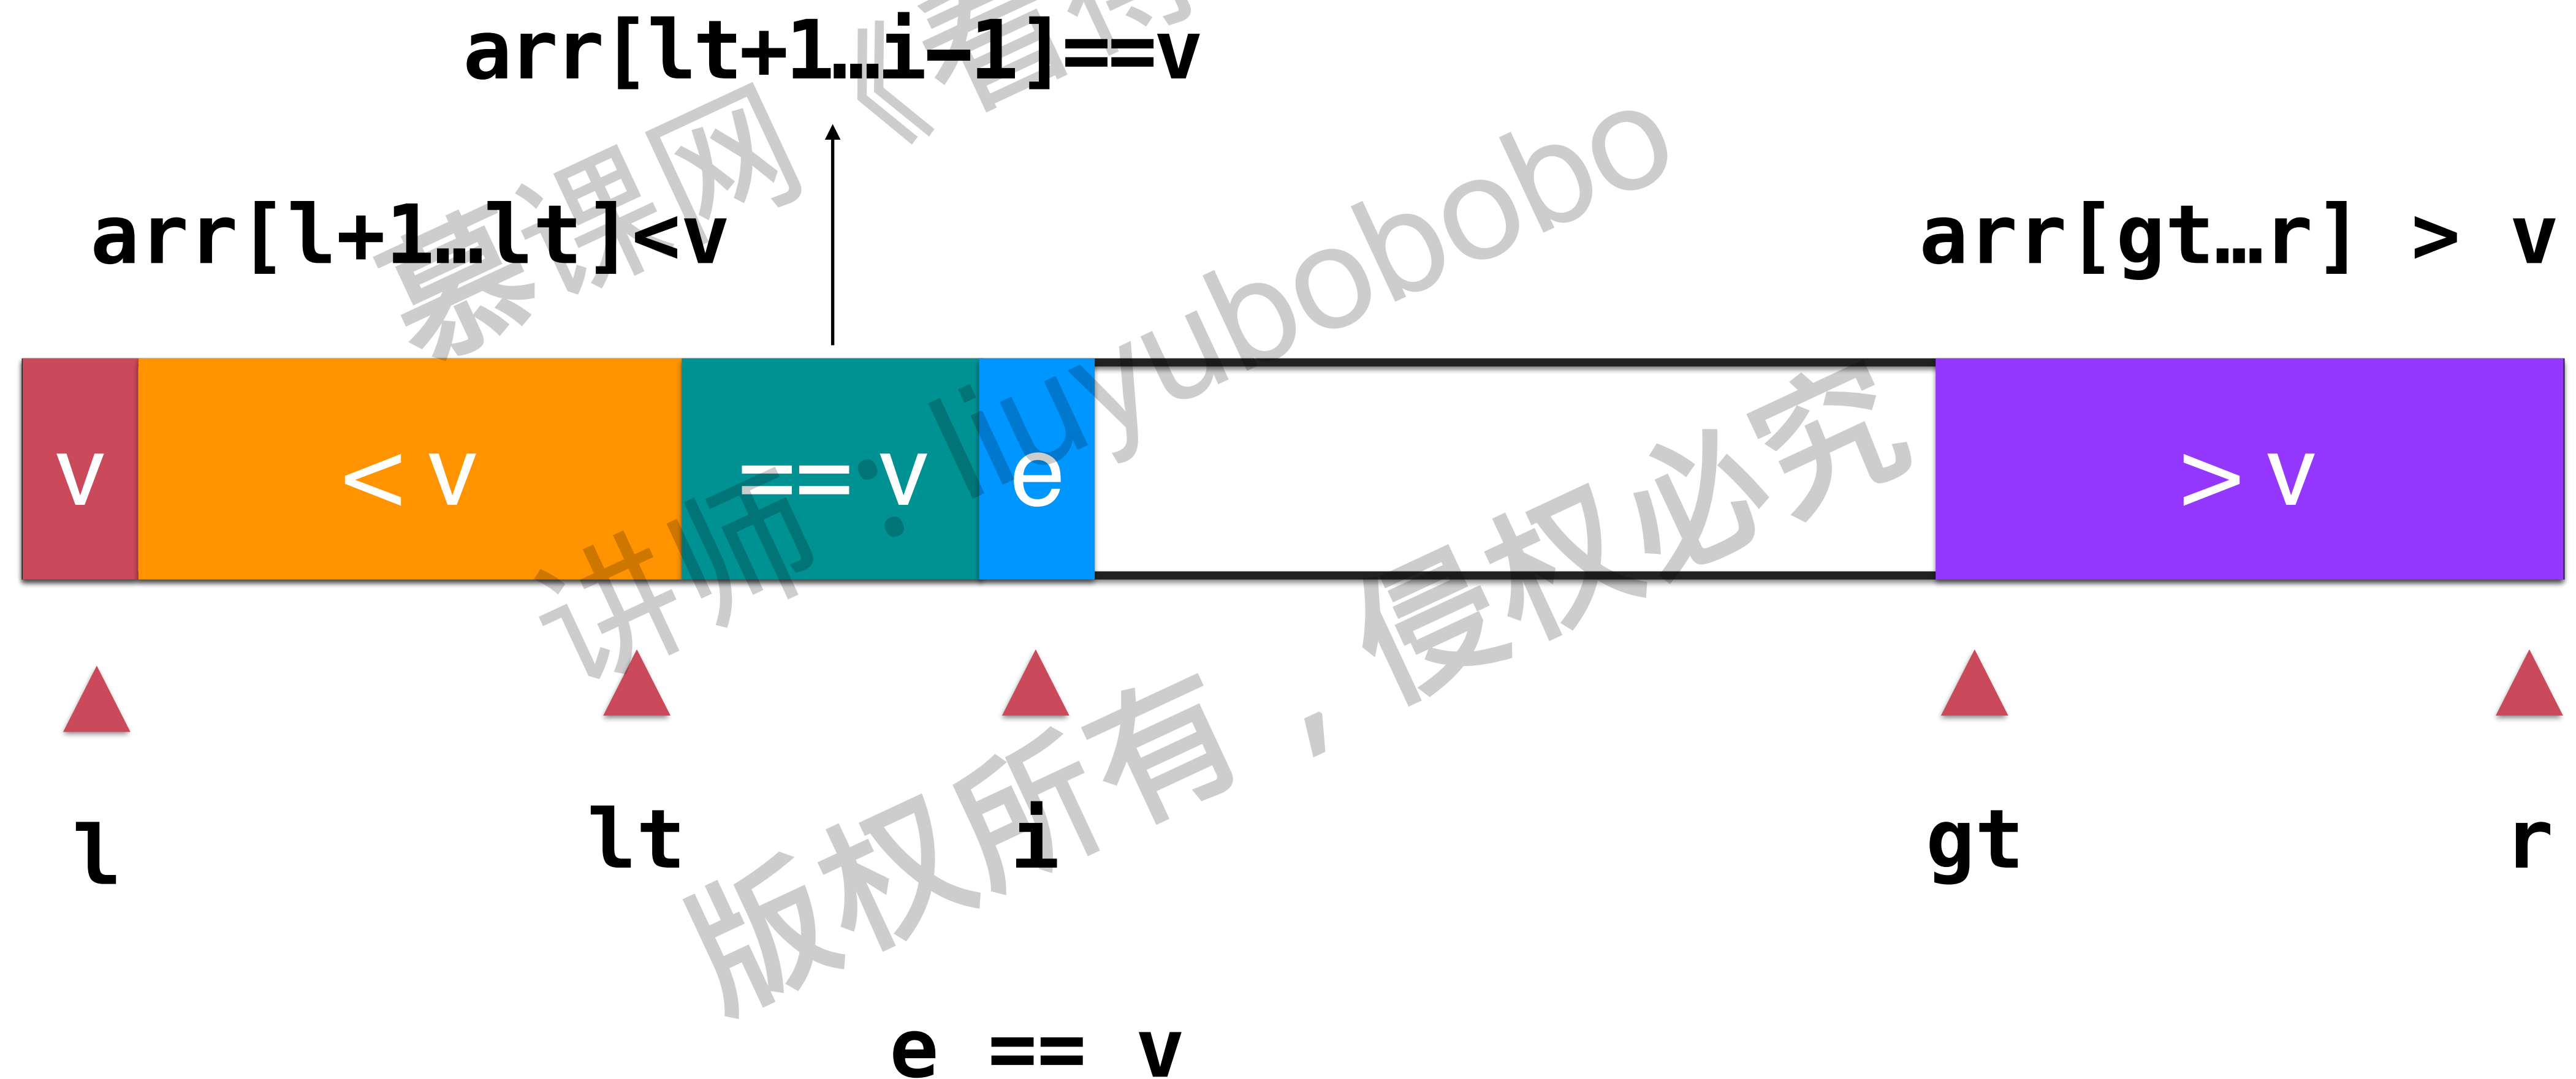 arr[lt+1…i-1]==v
arr[l+1…lt]<v
arr[gt…r] > v
v
< v
== v
e
> v
l
lt
i
gt
r
e == v
慕课网《看得
讲师：liuyubobobo
版权所有，侵权必究